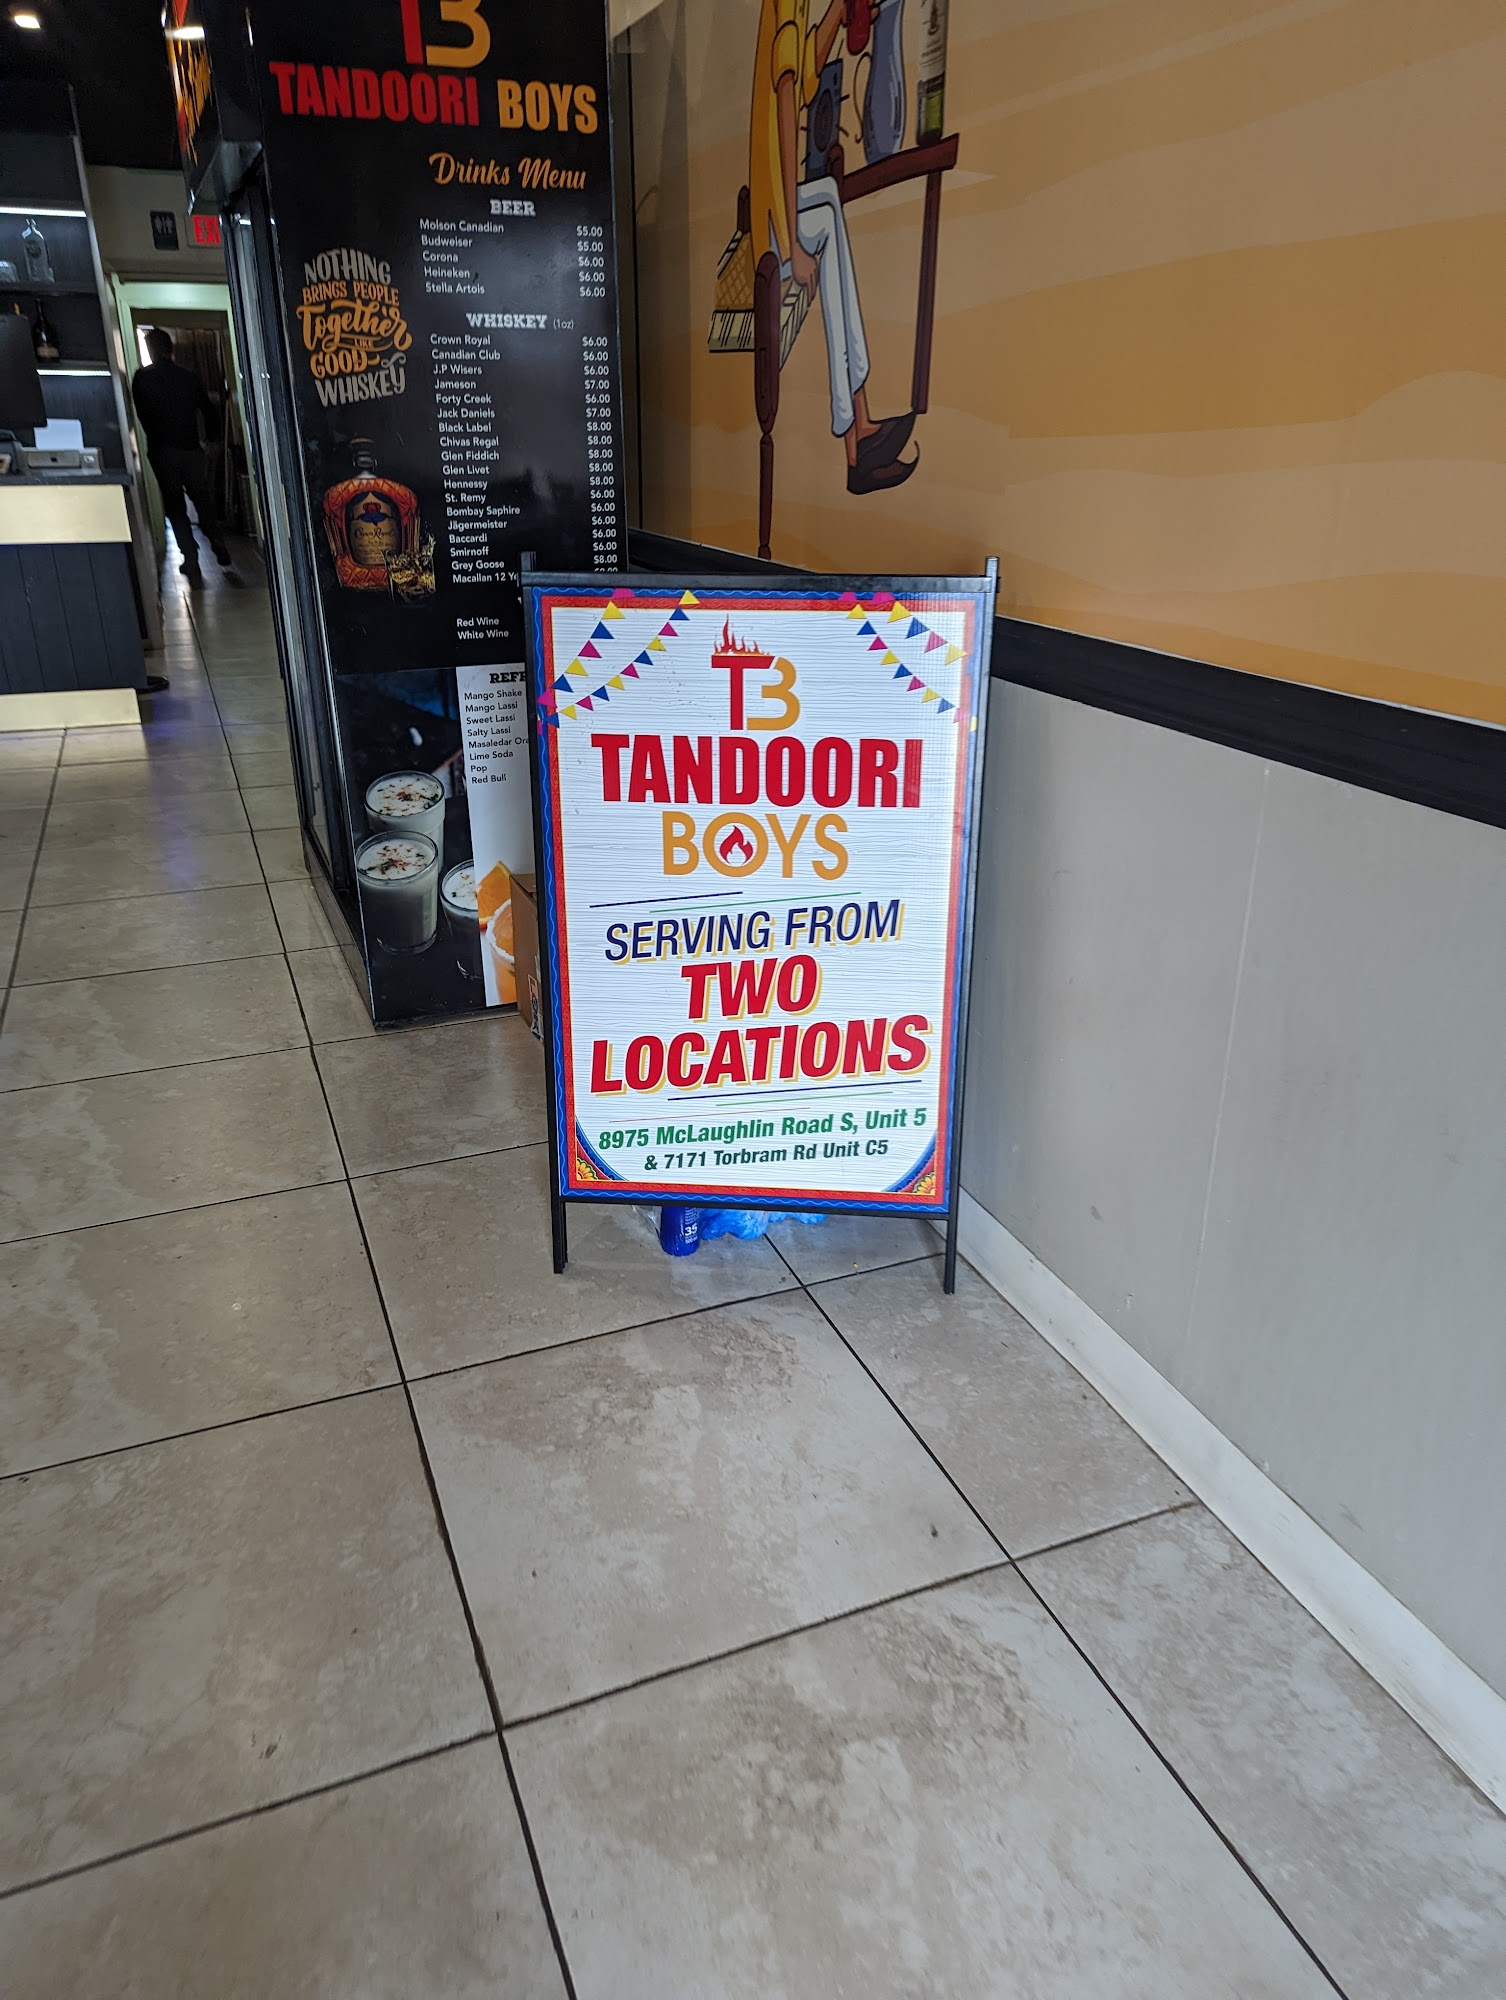 TB
TANDOORI BOYS
Drinks Menu
BEER
Molson Canadian $5.00
Budweiser $5.00
Corona $6.00
Heineken $6.00
Stella Artois $6.00
WHISKEY (1oz)
Crown Royal $6.00
Canadian Club $6.00
J.P Wisers $6.00
Jameson $7.00
Forty Creek $6.00
Jack Daniels $7.00
Black Label $8.00
Chivas Regal $8.00
Glen Fiddich $8.00
Glen Livet $8.00
Hennessy $8.00
St. Remy $6.00
Bombay Saphire $6.00
Jägermeister $6.00
Baccardi $6.00
Smirnoff $6.00
Grey Goose $8.00
Macallan 12
Red Wine
White Wine
NOTHING
BRINGS PEOPLE
Together
LIKE
GOOD
WHISKEY
Crown Royal
Mango Shake
Mango Lassi
Sweet Lassi
Salty Lassi
Masaledar
Lime Soda
Pop
Red Bull
TB
TANDOORI
BOYS
SERVING FROM
TWO
LOCATIONS
8975 McLaughlin Road S, Unit 5
& 7171 Torbram Rd Unit C5
35